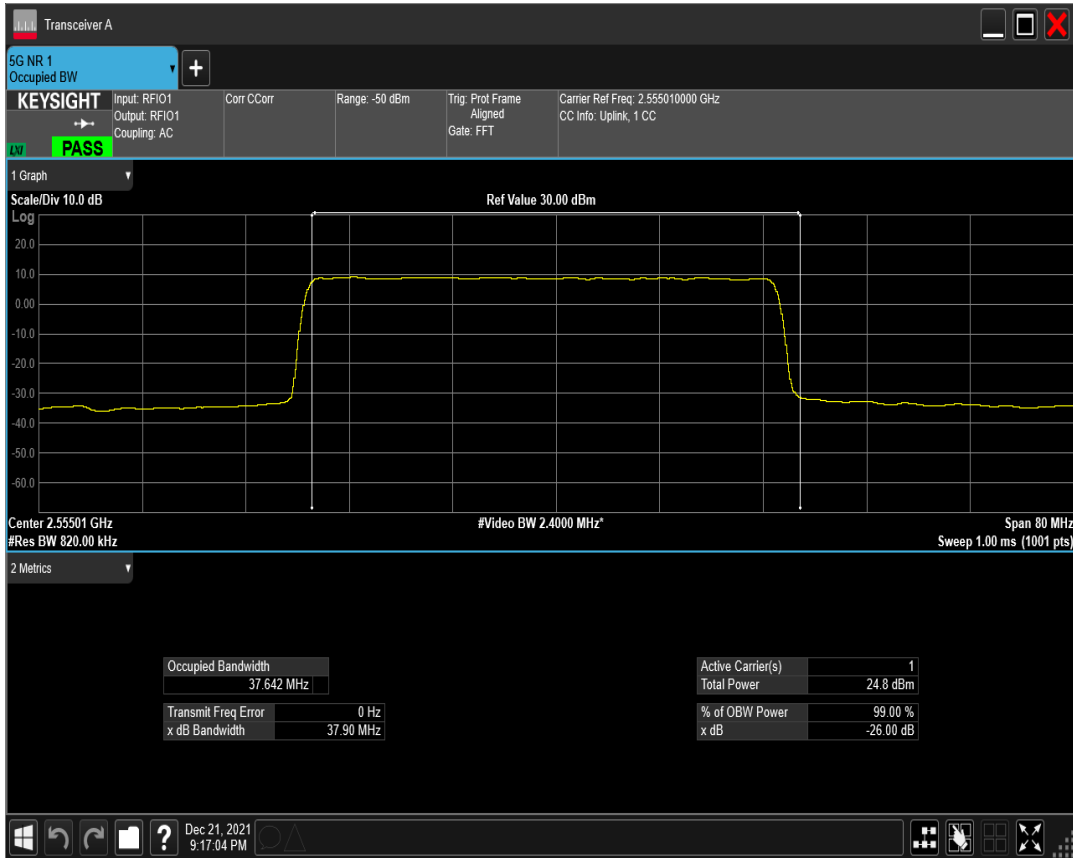 Transceiver A
5G NR 1
Occupied BW
KEYSIGHT
LXI
PASS
Input: RFIO1
Output: RFIO1
Coupling: AC
Corr CCorr
Range: -50 dBm
Trig: Prot Frame
Aligned
Gate: FFT
Carrier Ref Freq: 2.555010000 GHz
CC Info: Uplink, 1 CC
1 Graph
Scale/Div 10.0 dB
Ref Value 30.00 dBm
Log
20.0
10.0
0.00
-10.0
-20.0
-30.0
-40.0
-50.0
-60.0
Center 2.55501 GHz
#Video BW 2.4000 MHz*
Span 80 MHz
#Res BW 820.00 kHz
Sweep 1.00 ms (1001 pts)
2 Metrics
Occupied Bandwidth
37.642 MHz
Transmit Freq Error 0 Hz
x dB Bandwidth 37.90 MHz
Active Carrier(s) 1
Total Power 24.8 dBm
% of OBW Power 99.00 %
x dB -26.00 dB
?
Dec 21, 2021
9:17:04 PM